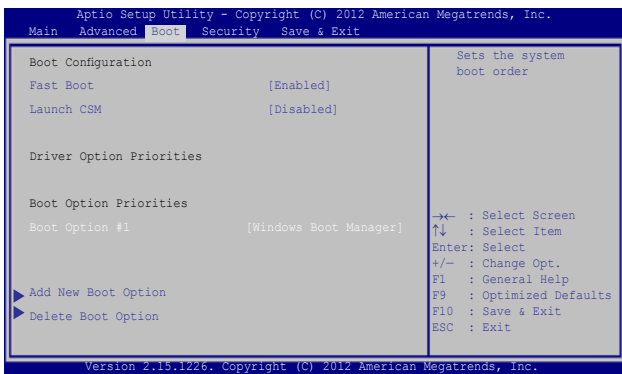 Aptio Setup Utility - Copyright (C) 2012 American Megatrends, Inc.
Main Advanced Boot Security Save & Exit
Boot Configuration
Fast Boot [Enabled]
Launch CSM [Disabled]
Driver Option Priorities
Boot Option Priorities
Boot Option #1 [Windows Boot Manager]
Add New Boot Option
Delete Boot Option
Sets the system
boot order
→← : Select Screen
↑↓ : Select Item
Enter: Select
+/— : Change Opt.
F1 : General Help
F9 : Optimized Defaults
F10 : Save & Exit
ESC : Exit
Version 2.15.1226. Copyright (C) 2012 American Megatrends, Inc.